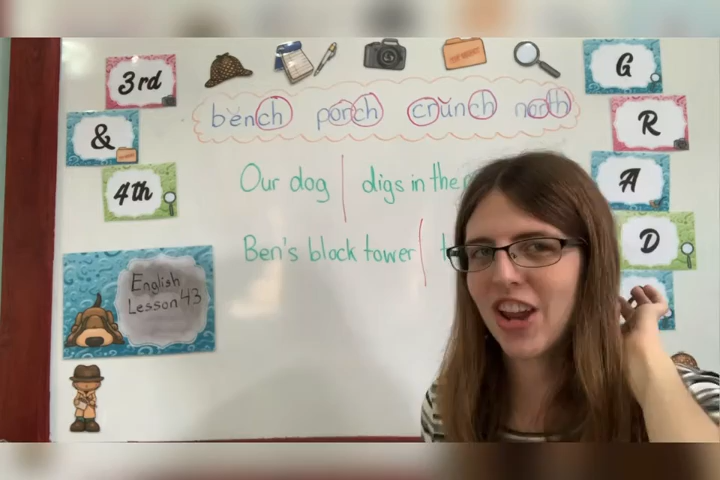 3rd
&
4th
bench porch crunch north
Our dog digs in the
Ben's block tower
English
Lesson 43
G
R
A
D